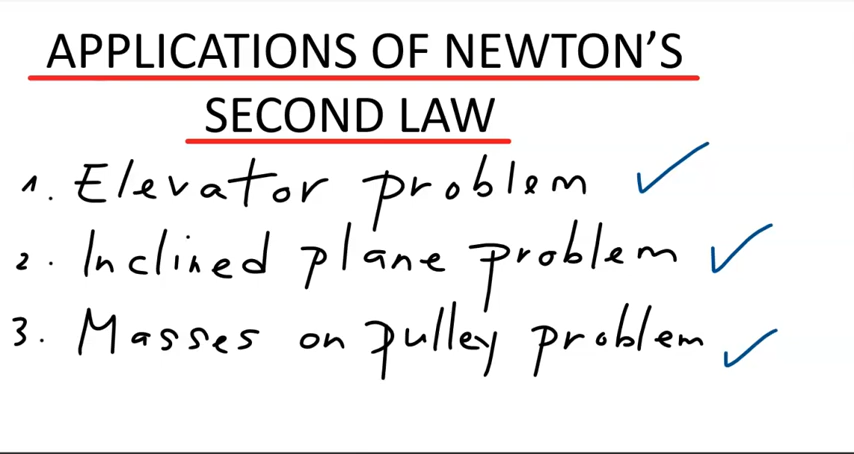 APPLICATIONS OF NEWTON'S
SECOND LAW
1. Elevator problem
2. Inclined plane problem
3. Masses on pulley problem